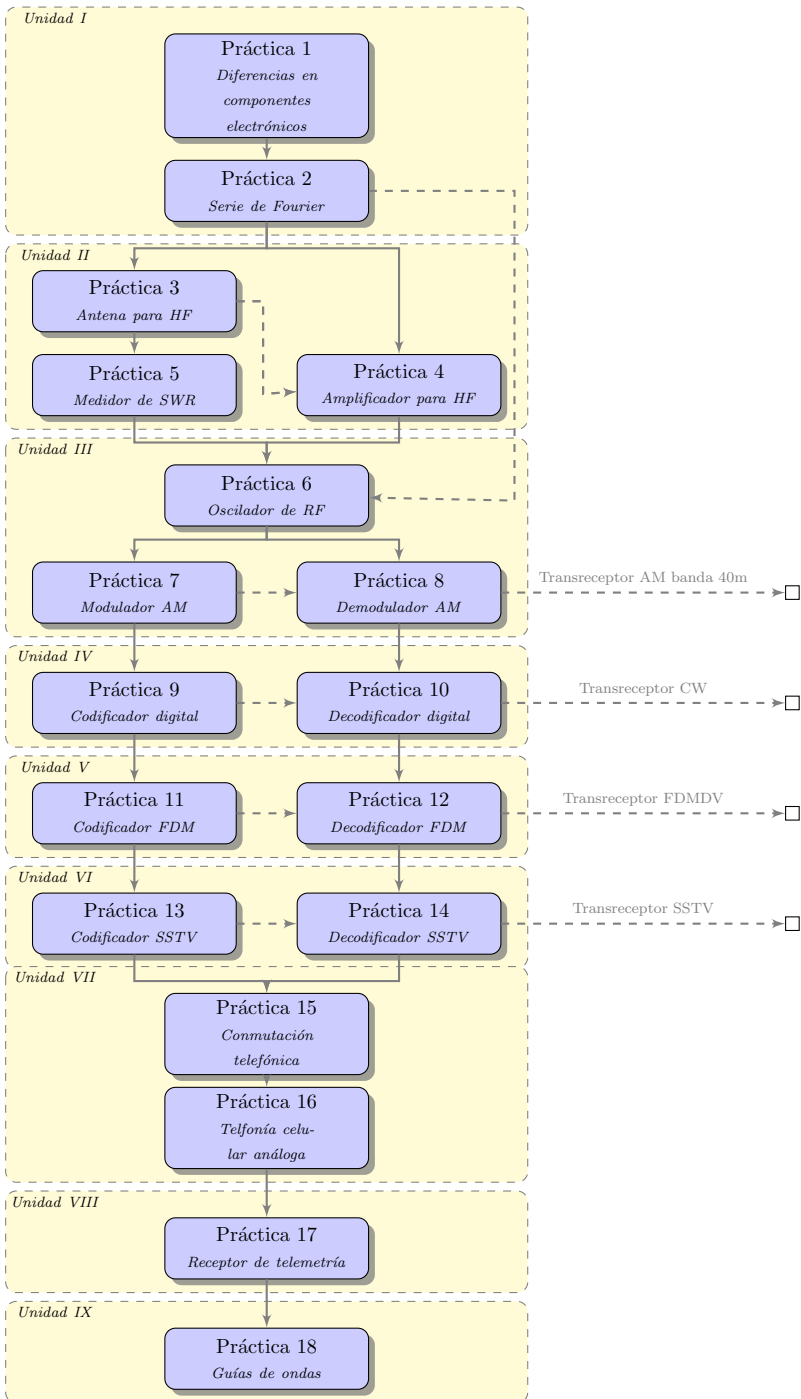 Unidad I
Práctica 1
Diferencias en
componentes
electrónicos
Práctica 2
Serie de Fourier
Unidad II
Práctica 3
Antena para HF
Práctica 5
Medidor de SWR
Práctica 4
Amplificador para HF
Unidad III
Práctica 6
Oscilador de RF
Práctica 7
Modulador AM
Práctica 8
Demodulador AM
Transreceptor AM banda 40m
Unidad IV
Práctica 9
Codificador digital
Práctica 10
Decodificador digital
Transreceptor CW
Unidad V
Práctica 11
Codificador FDM
Práctica 12
Decodificador FDM
Transreceptor FDMDV
Unidad VI
Práctica 13
Codificador SSTV
Práctica 14
Decodificador SSTV
Transreceptor SSTV
Unidad VII
Práctica 15
Conmutación
telefónica
Práctica 16
Telfonía celu-
lar análoga
Unidad VIII
Práctica 17
Receptor de telemetría
Unidad IX
Práctica 18
Guías de ondas